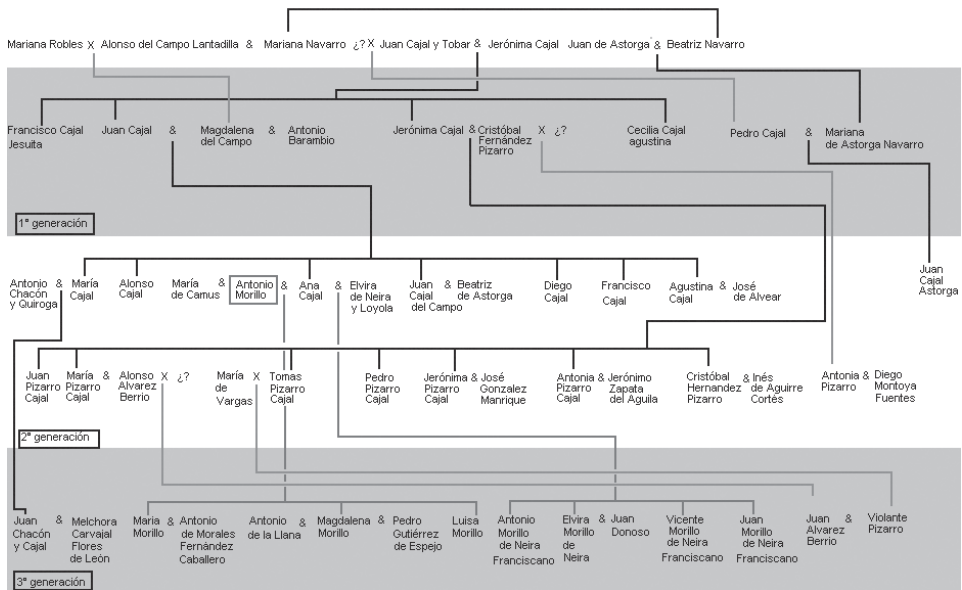 Mariana Robles X Alonso del Campo Lantadilla & Mariana Navarro ¿? X Juan Cajal y Tobar & Jerónima Cajal Juan de Astorga & Beatriz Navarro
Francisco Cajal
Jesuita
Juan Cajal
&
Magdalena
del Campo
&
Antonio
Barambio
Jerónima Cajal
&
Cristóbal
Fernández
Pizarro
X ¿?
Cecilia Cajal
agustina
Pedro Cajal
&
Mariana
de Astorga Navarro
1ª generación
Antonio
Chacón
y Quiroga
&
María
Cajal
Alonso
Cajal
María
de Camus
&
Antonio
Morillo
&
Ana
Cajal
&
Elvira
de Neira
y Loyola
Juan
Cajal
del Campo
&
Beatriz
de Astorga
Diego
Cajal
Francisco
Cajal
Agustina
Cajal
&
José
de Alvear
Juan
Cajal
Astorga
Juan
Pizarro
Cajal
María
Pizarro
Cajal
&
Alonso
Alvarez
Berrio
X ¿?
María
de
Vargas
X
Tomas
Pizarro
Cajal
Pedro
Pizarro
Cajal
Jerónima
Pizarro
Cajal
&
José
Gonzalez
Manrique
Antonia
Pizarro
Cajal
&
Jerónimo
Zapata
del Aguila
Cristóbal
Hernandez
Pizarro
&
Inés
de Aguirre
Cortés
Antonia
Pizarro
&
Diego
Montoya
Fuentes
2ª generación
Juan
Chacón
y Cajal
&
Melchora
Carvajal
Flores
de León
Maria
Morillo
&
Antonio
de Morales
Fernández
Caballero
Antonio
de la Llana
&
Magdalena
Morillo
&
Pedro
Gutiérrez
de Espejo
Luisa
Morillo
Antonio
Morillo
de Neira
Franciscano
Elvira
Morillo
de
Neira
&
Juan
Donoso
Vicente
Morillo
de Neira
Franciscano
Juan
Morillo
de Neira
Franciscano
Juan
Alvarez
Berrio
&
Violante
Pizarro
3ª generación